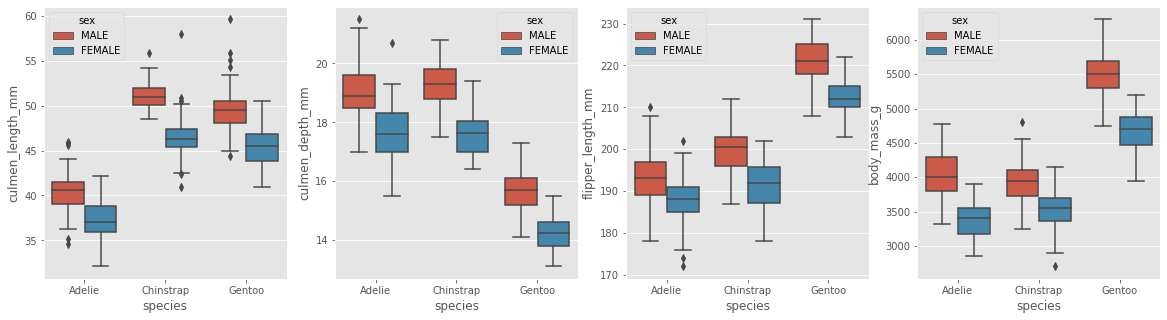 culmen_length_mm
60
55
50
45
40
35
sex
MALE
FEMALE
Adelie Chinstrap Gentoo
species
culmen_depth_mm
20
18
16
14
sex
MALE
FEMALE
Adelie Chinstrap Gentoo
species
flipper_length_mm
230
220
210
200
190
180
170
sex
MALE
FEMALE
Adelie Chinstrap Gentoo
species
body_mass_g
6000
5500
5000
4500
4000
3500
3000
sex
MALE
FEMALE
Adelie Chinstrap Gentoo
species